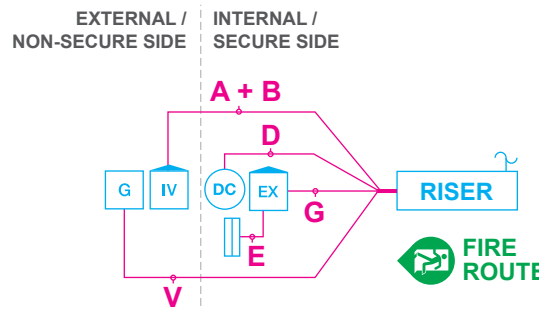 EXTERNAL /
NON-SECURE SIDE
INTERNAL /
SECURE SIDE
A + B
D
G
IV
DC
EX
G
E
V
RISER
FIRE
ROUTE